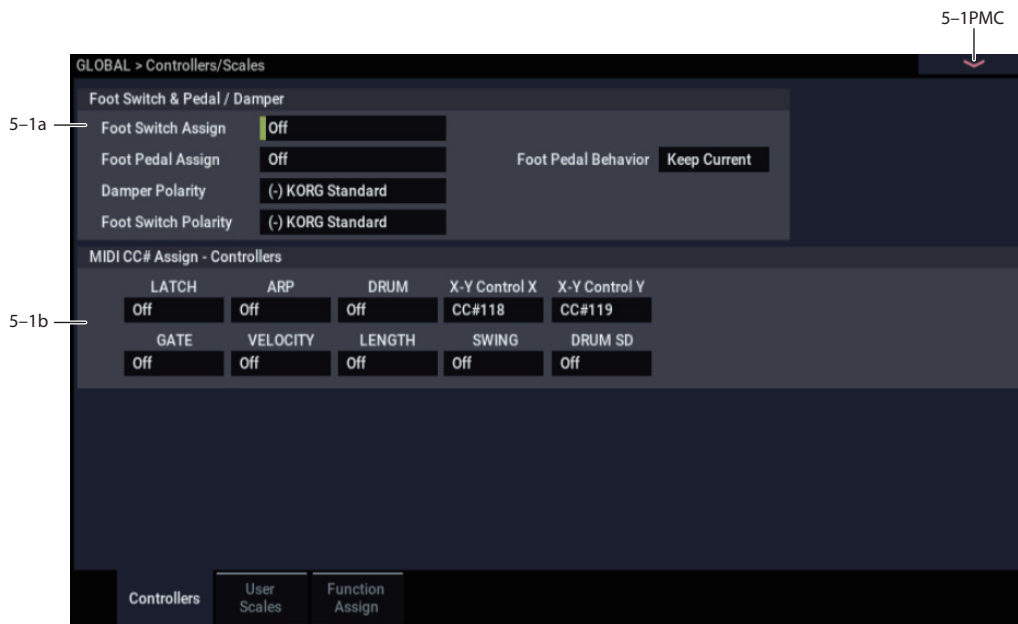 5–1PMC
GLOBAL > Controllers/Scales
Foot Switch & Pedal / Damper
5–1a
Foot Switch Assign Off
Foot Pedal Assign Off Foot Pedal Behavior Keep Current
Damper Polarity (-) KORG Standard
Foot Switch Polarity (-) KORG Standard
MIDI CC# Assign - Controllers
LATCH ARP DRUM X-Y Control X X-Y Control Y
Off Off Off CC#118 CC#119
5–1b
GATE VELOCITY LENGTH SWING DRUM SD
Off Off Off Off Off
Controllers User Scales Function Assign